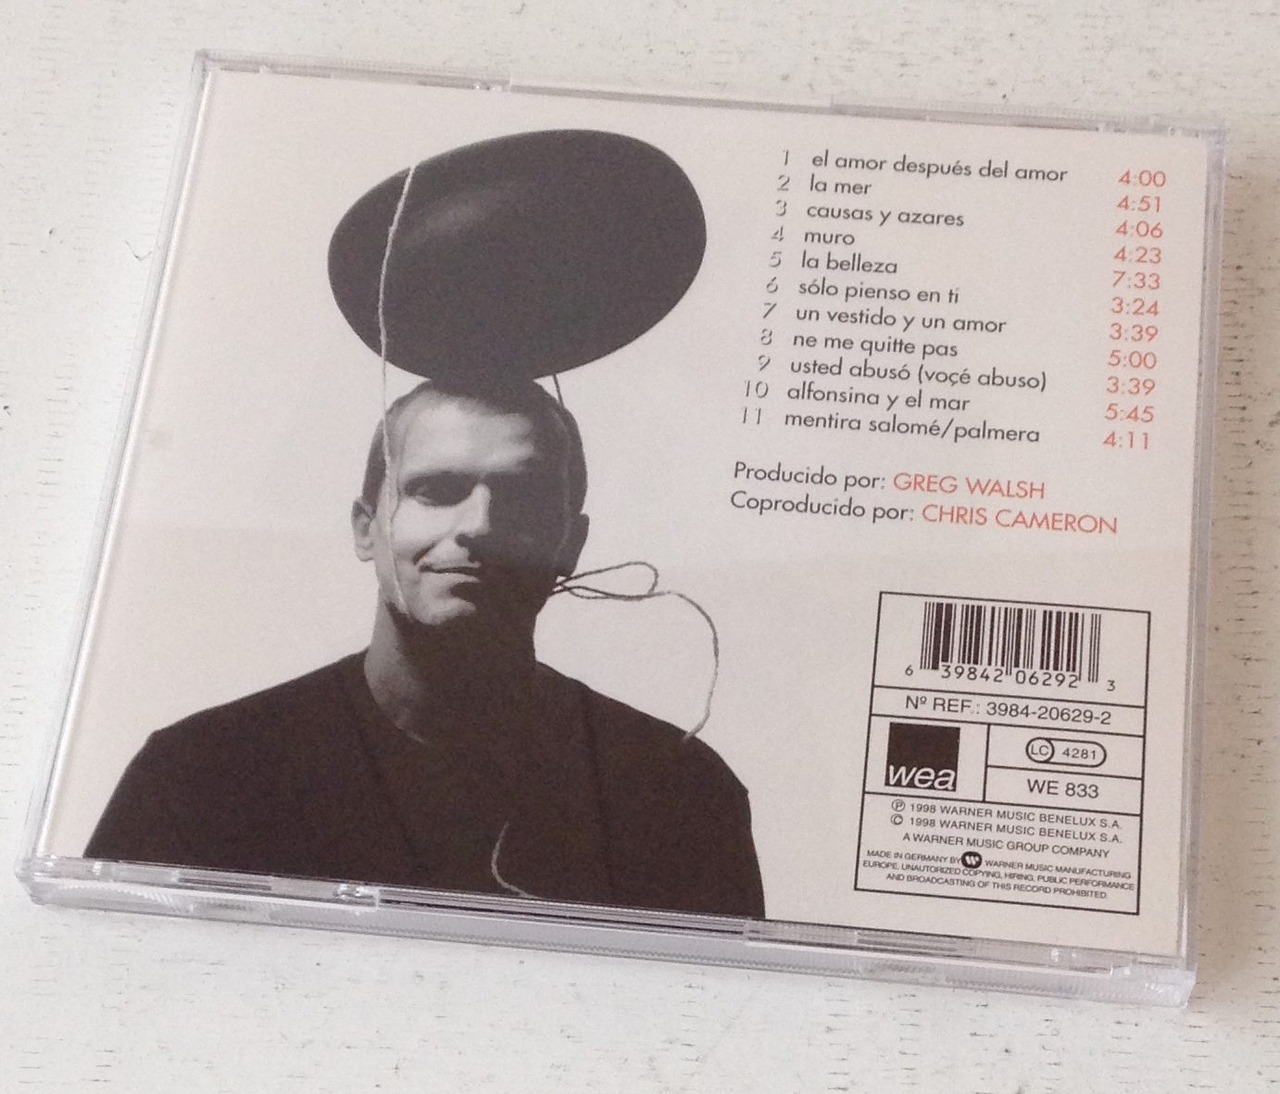 1 el amor después del amor 4:00
2 la mer 4:51
3 causas y azares 4:06
4 muro 4:23
5 la belleza 7:33
6 sólo pienso en ti 3:24
7 un vestido y un amor 3:39
8 ne me quitte pas 5:00
9 usted abusó (voçé abuso) 3:39
10 alfonsina y el mar 5:45
11 mentira salomé/palmera 4:11
Producido por: GREG WALSH
Coproducido por: CHRIS CAMERON
6 39842 06292 3
Nº REF.: 3984-20629-2
wea
LC 4281
WE 833
℗ 1998 WARNER MUSIC BENELUX S.A.
© 1998 WARNER MUSIC BENELUX S.A.
A WARNER MUSIC GROUP COMPANY
MADE IN GERMANY BY WARNER MUSIC MANUFACTURING
EUROPE. UNAUTHORIZED COPYING, HIRING, PUBLIC PERFORMANCE
AND BROADCASTING OF THIS RECORD PROHIBITED.